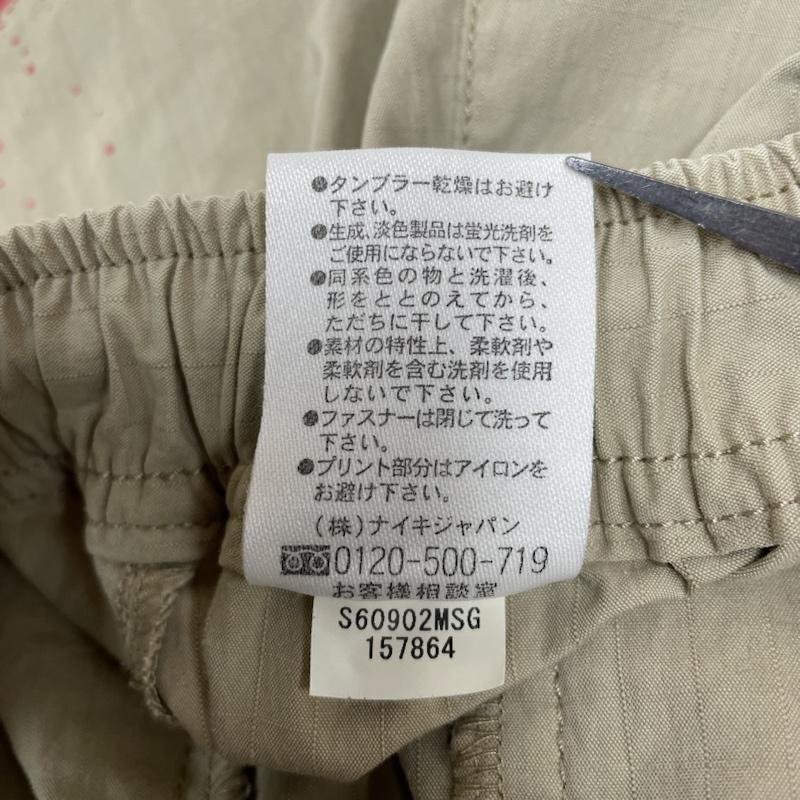 ●タンブラー乾燥はお避け
下さい。
●生成、淡色製品は蛍光洗剤を
ご使用にならないで下さい。
●同系色の物と洗濯後、
形をととのえてから、
ただちに干して下さい。
●素材の特性上、柔軟剤や
柔軟剤を含む洗剤を使用
しないで下さい。
●ファスナーは閉じて洗って
下さい。
●プリント部分はアイロンを
お避け下さい。
(株)ナイキジャパン
0120-500-719
お客様相談室
S60902MSG
157864